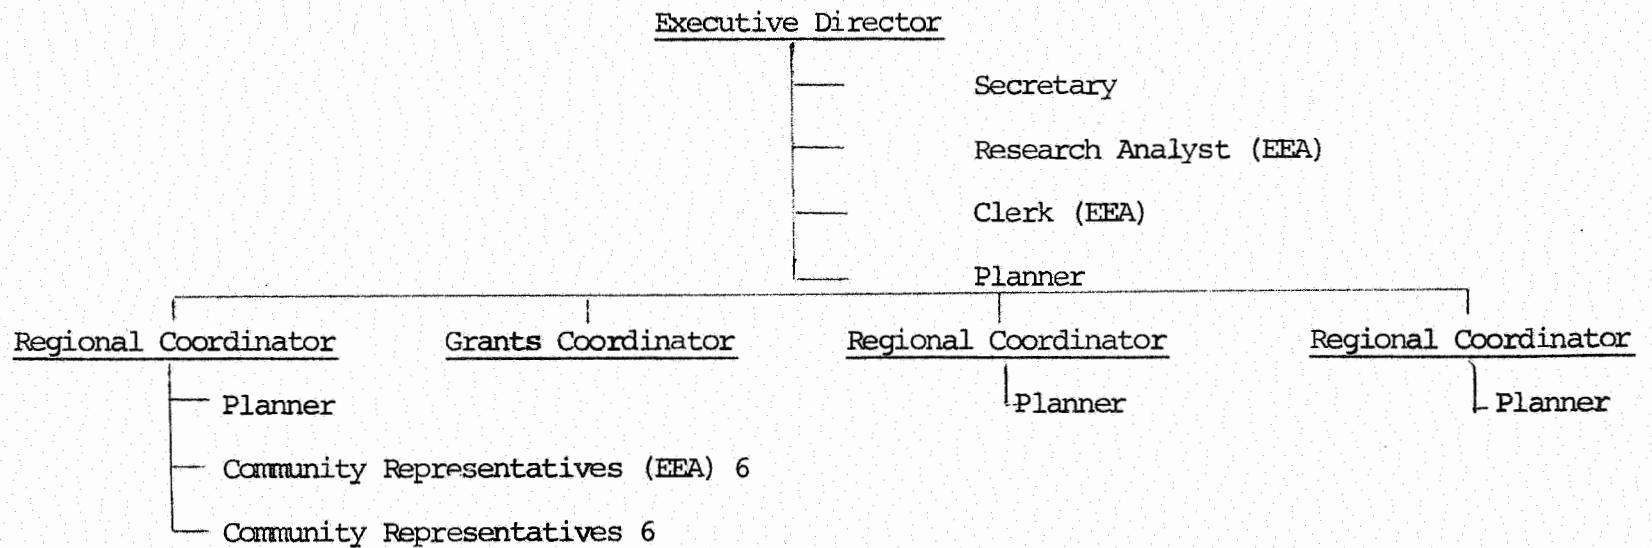 Executive Director
Secretary
Research Analyst (EEA)
Clerk (EEA)
Planner
Regional Coordinator Grants Coordinator Regional Coordinator Regional Coordinator
Planner Planner Planner
Community Representatives (EEA) 6
Community Representatives 6